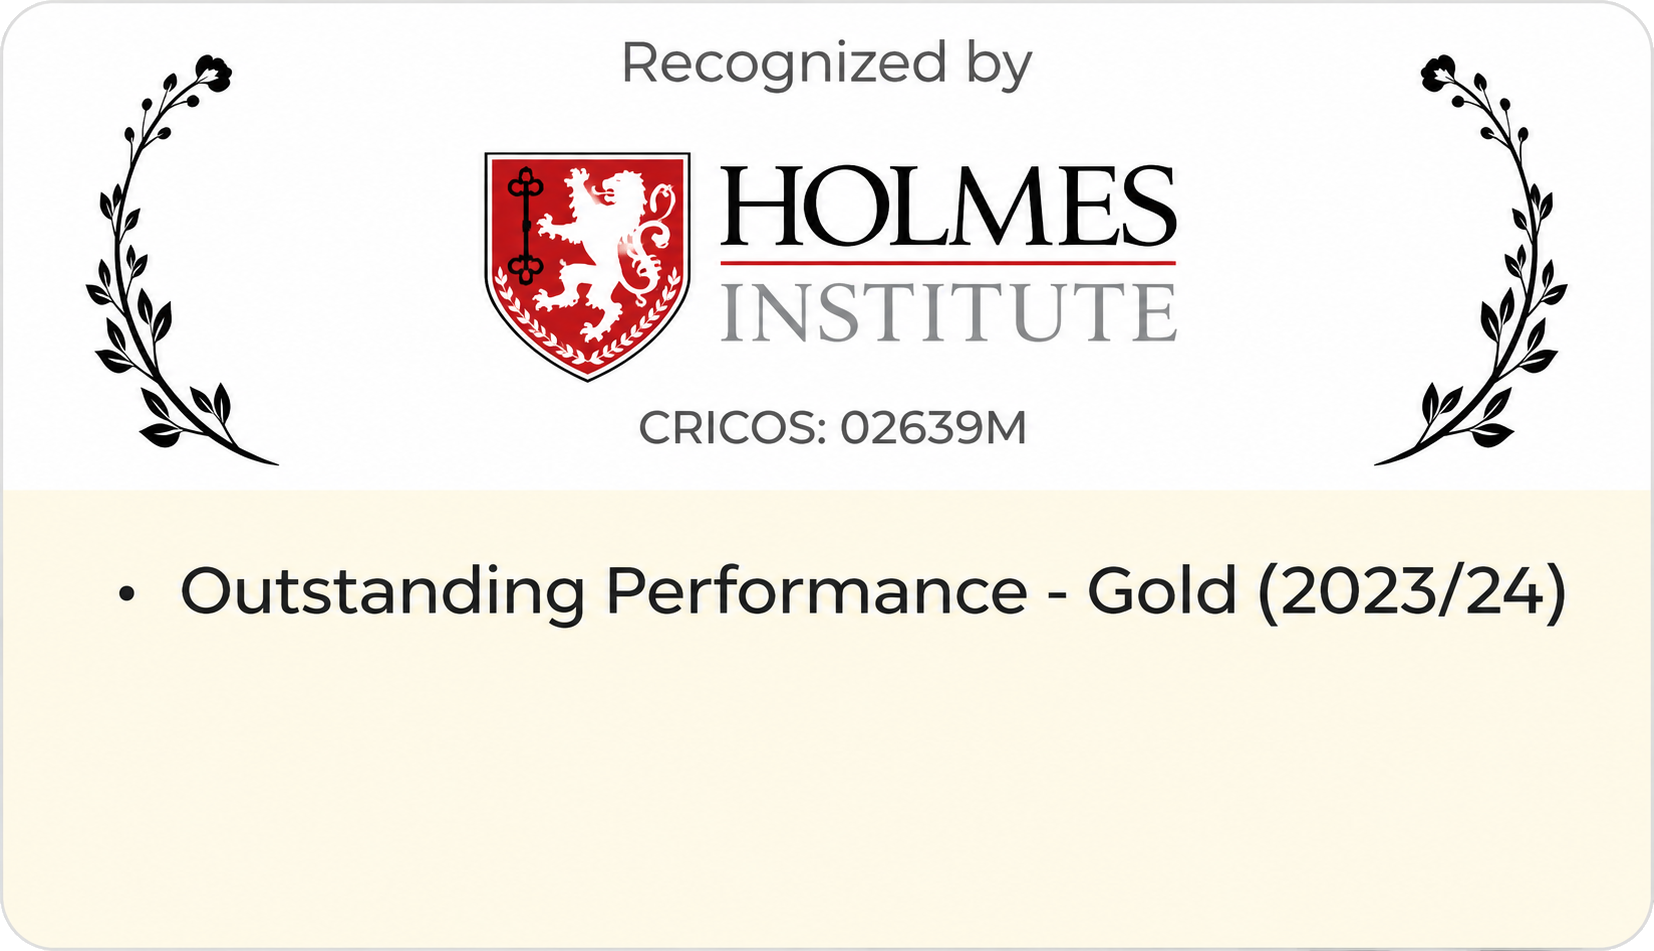 Recognized by
HOLMES
INSTITUTE
CRICOS: 02639M
• Outstanding Performance - Gold (2023/24)